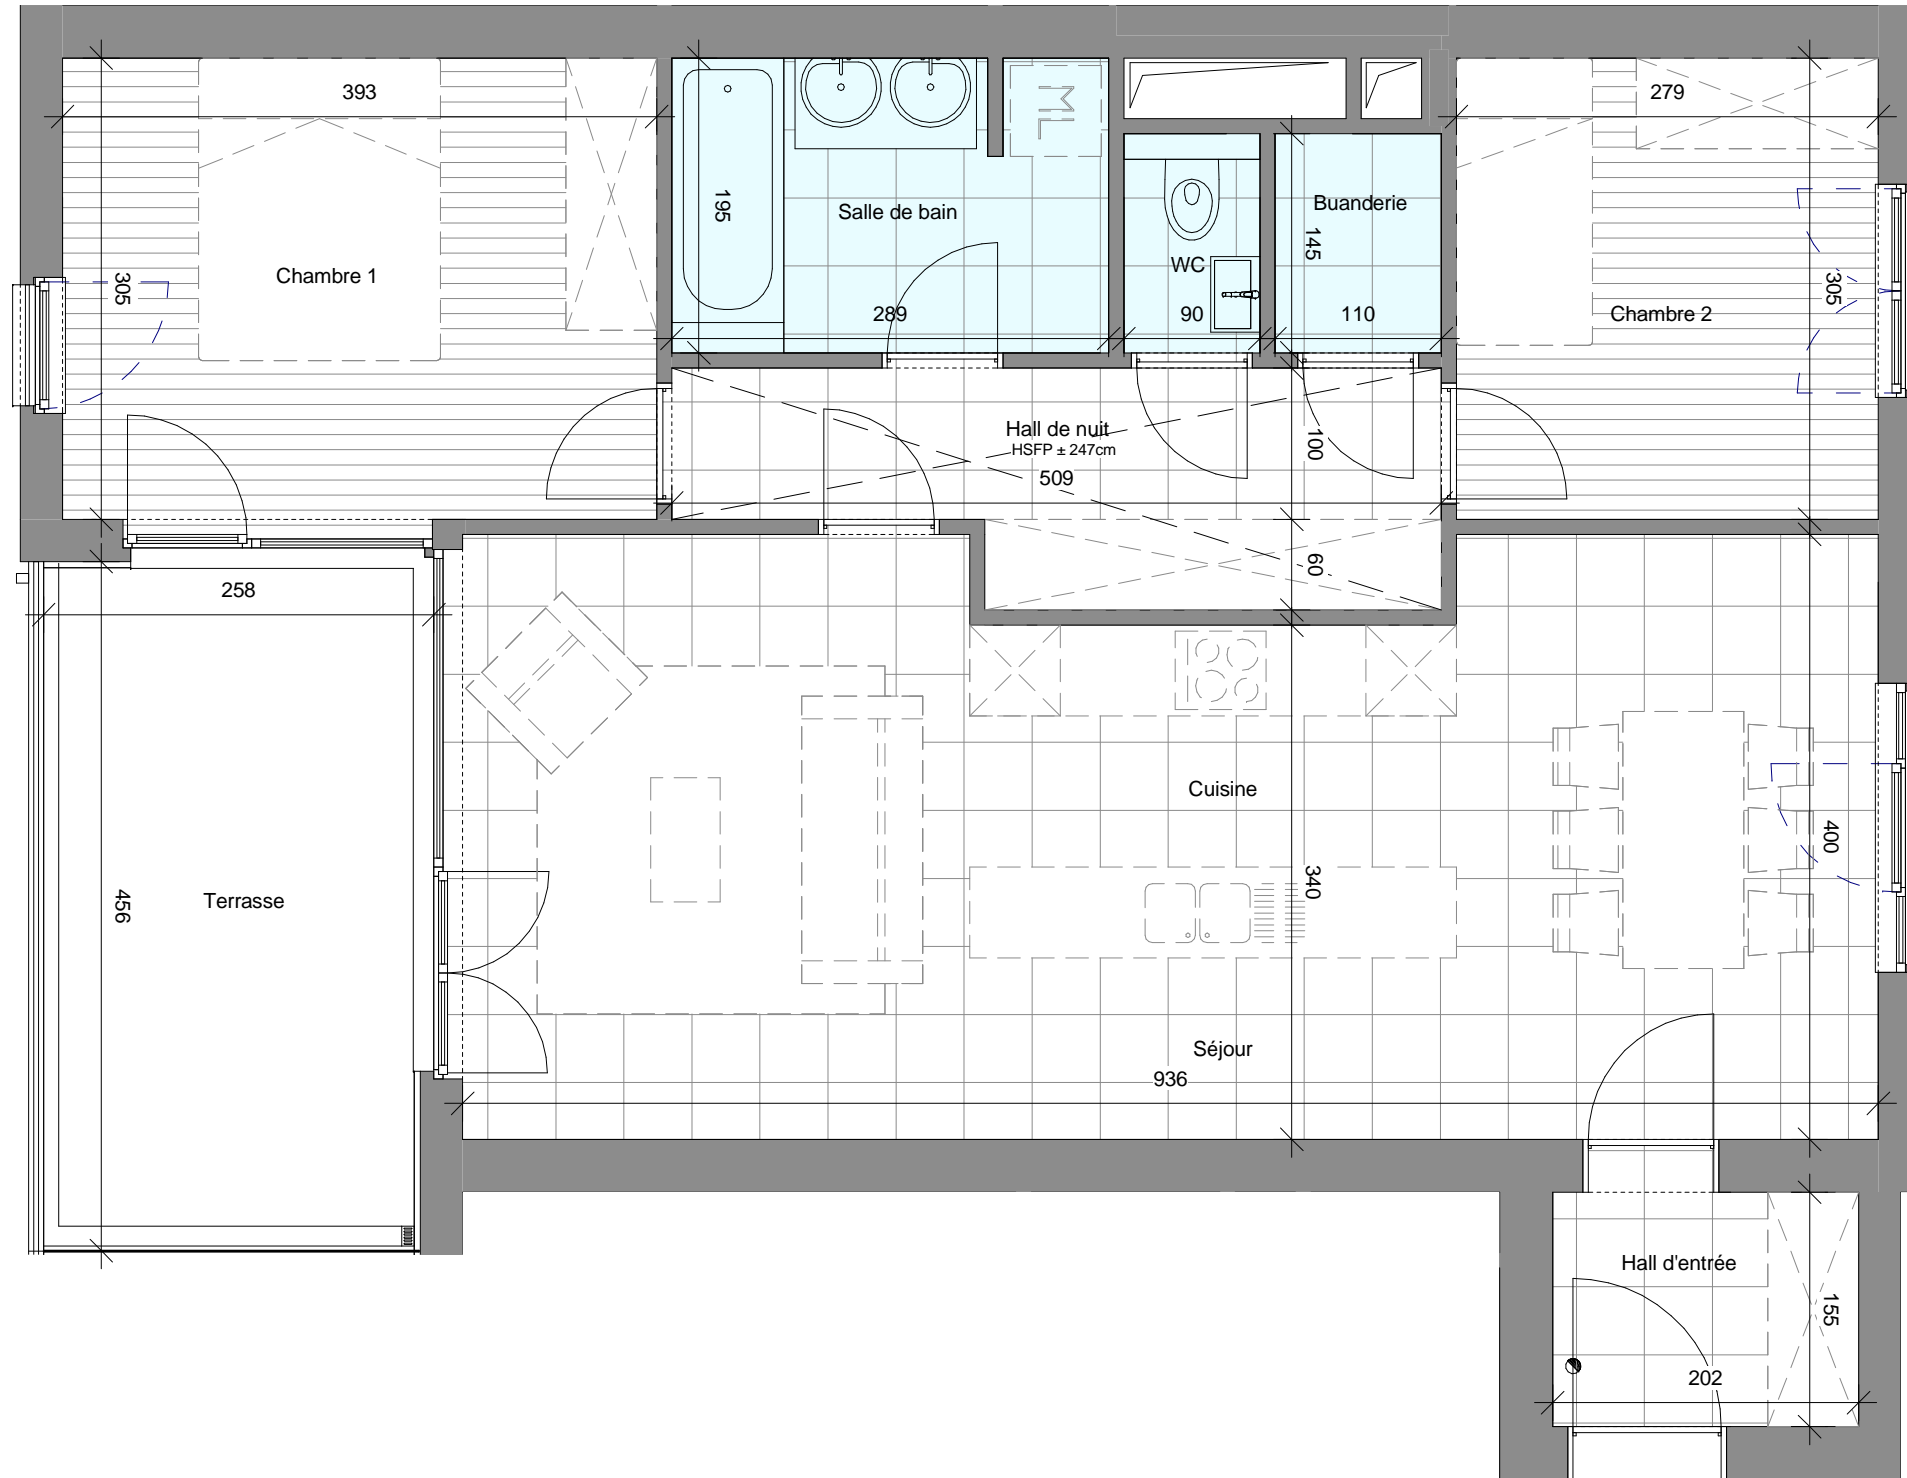 393
279
ML
195
Salle de bain
Buanderie
145
WC
Chambre 1
305
289
90
110
305
Chambre 2
Hall de nuit
HSFP ± 247cm
509
100
60
258
Cuisine
400
340
Terrasse
456
Séjour
936
Hall d'entrée
155
202